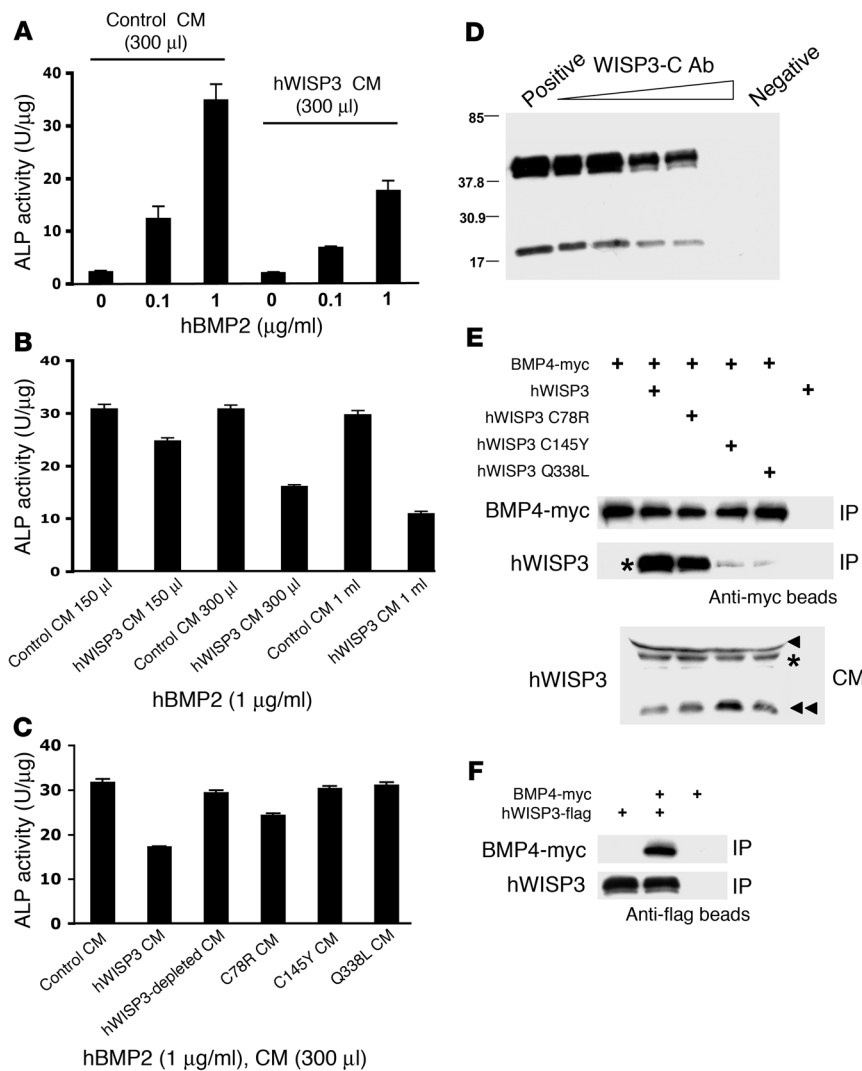 A
Control CM
(300 µl)
hWISP3 CM
(300 µl)
ALP activity (U/µg)
40
30
20
10
0
0 0.1 1 0 0.1 1
hBMP2 (µg/ml)
B
ALP activity (U/µg)
40
30
20
10
0
Control CM 150 µl
hWISP3 CM 150 µl
Control CM 300 µl
hWISP3 CM 300 µl
Control CM 1 ml
hWISP3 CM 1 ml
hBMP2 (1 µg/ml)
C
ALP activity (U/µg)
40
30
20
10
0
Control CM
hWISP3 CM
hWISP3-depleted CM
C78R CM
C145Y CM
Q338L CM
hBMP2 (1 µg/ml), CM (300 µl)
D
Positive WISP3-C Ab Negative
85
37.8
30.9
17
E
BMP4-myc + + + + +
hWISP3 + +
hWISP3 C78R +
hWISP3 C145Y +
hWISP3 Q338L +
BMP4-myc IP
hWISP3 * IP
Anti-myc beads
*
hWISP3 CM
F
BMP4-myc + +
hWISP3-flag + +
BMP4-myc IP
hWISP3 IP
Anti-flag beads